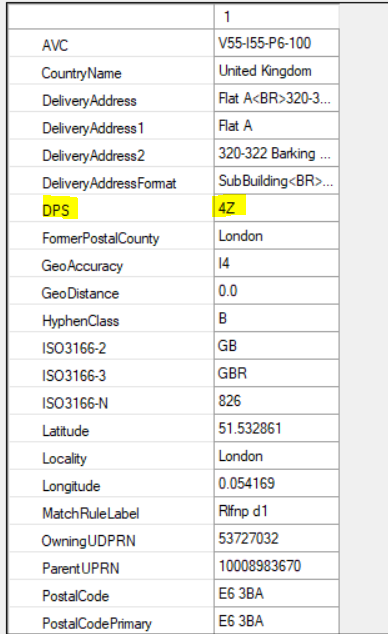 1
AVC V55-I55-P6-100
CountryName United Kingdom
DeliveryAddress Flat A<BR>320-3...
DeliveryAddress1 Flat A
DeliveryAddress2 320-322 Barking ...
DeliveryAddressFormat SubBuilding<BR>...
DPS 4Z
FormerPostalCounty London
GeoAccuracy I4
GeoDistance 0.0
HyphenClass B
ISO3166-2 GB
ISO3166-3 GBR
ISO3166-N 826
Latitude 51.532861
Locality London
Longitude 0.054169
MatchRuleLabel Rlfnp d1
OwningUDPRN 53727032
ParentUPRN 10008983670
PostalCode E6 3BA
PostalCodePrimary E6 3BA